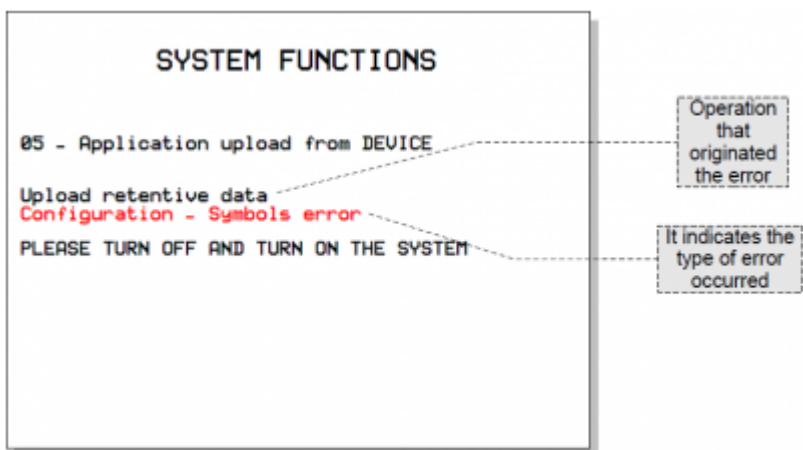 SYSTEM FUNCTIONS
05 - Application upload from DEVICE
Upload retentive data
Configuration - Symbols error
PLEASE TURN OFF AND TURN ON THE SYSTEM
Operation
that
originated
the error
It indicates the
type of error
occurred